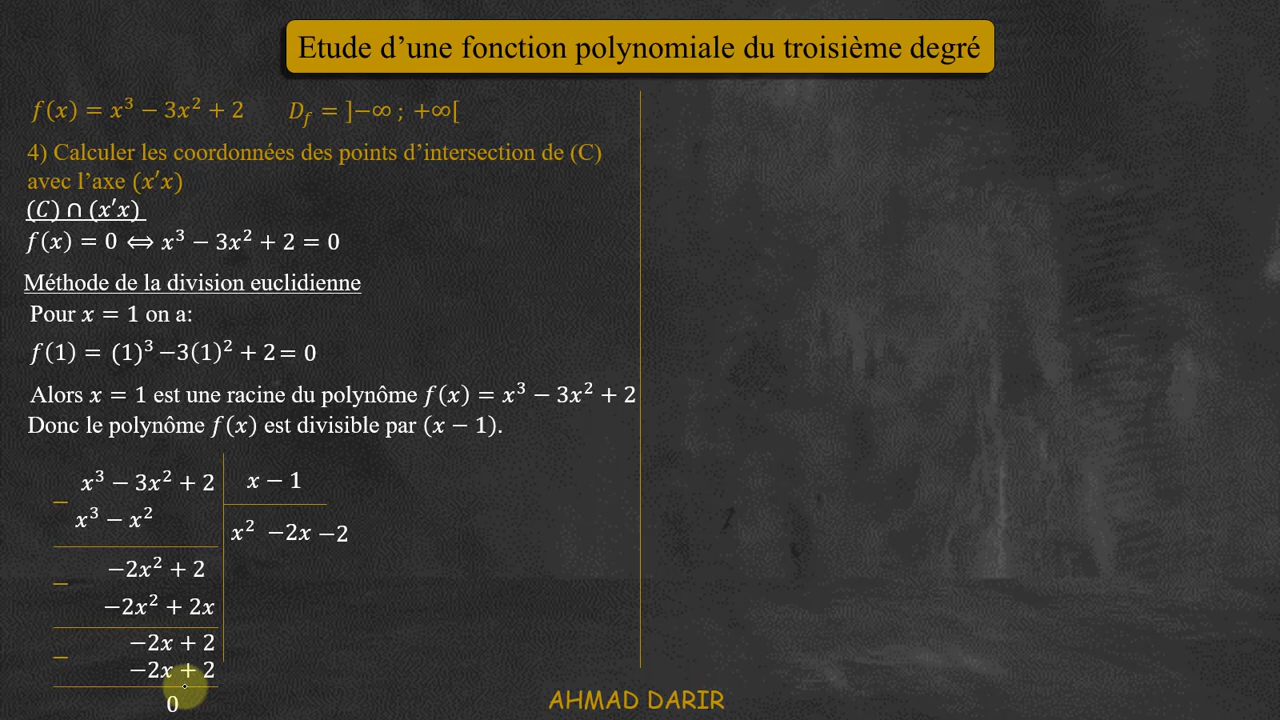 Etude d’une fonction polynomiale du troisième degré
f(x) = x³ − 3x² + 2 D_f = ]−∞ ; +∞[
4) Calculer les coordonnées des points d’intersection de (C)
avec l’axe (x′x)
(C) ∩ (x′x)
f(x) = 0 ⇔ x³ − 3x² + 2 = 0
Méthode de la division euclidienne
Pour x = 1 on a:
f(1) = (1)³ −3(1)² + 2 = 0
Alors x = 1 est une racine du polynôme f(x) = x³ − 3x² + 2
Donc le polynôme f(x) est divisible par (x − 1).
x³ − 3x² + 2 x − 1
−
x³ − x²
x² −2x −2
−2x² + 2
−
−2x² + 2x
−2x + 2
−
−2x + 2
0
AHMAD DARIR